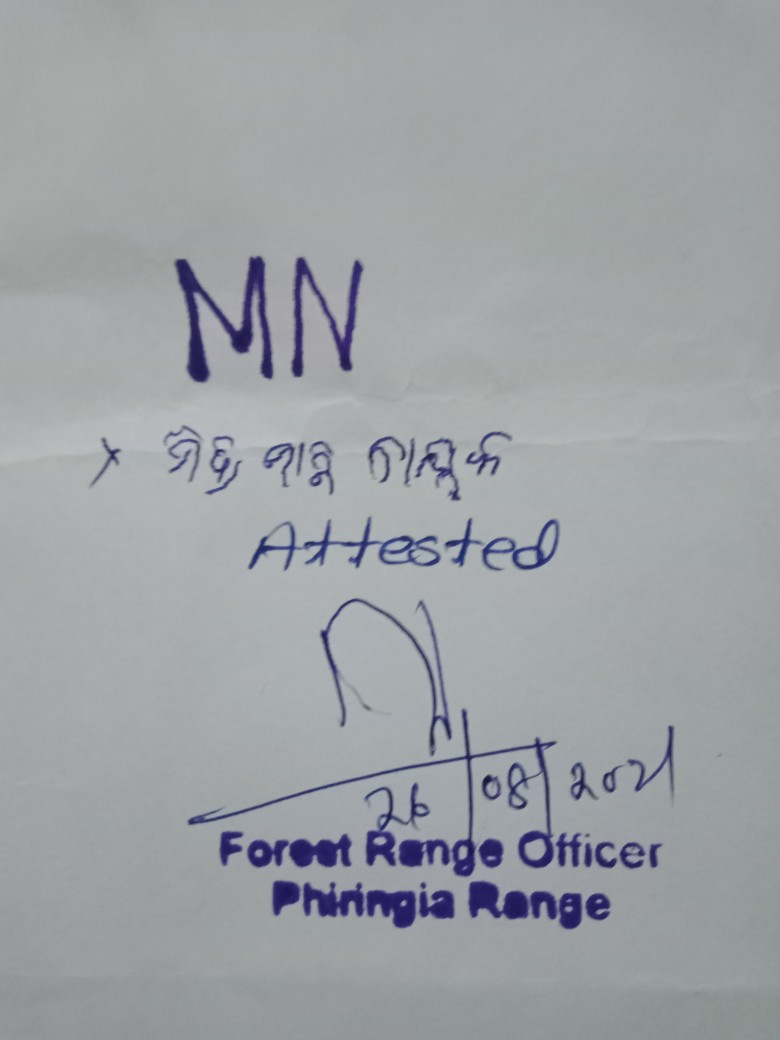 MN
x ମିତ୍ର ନାଥ
Attested
26/08/2021
Forest Range Officer
Phiringia Range